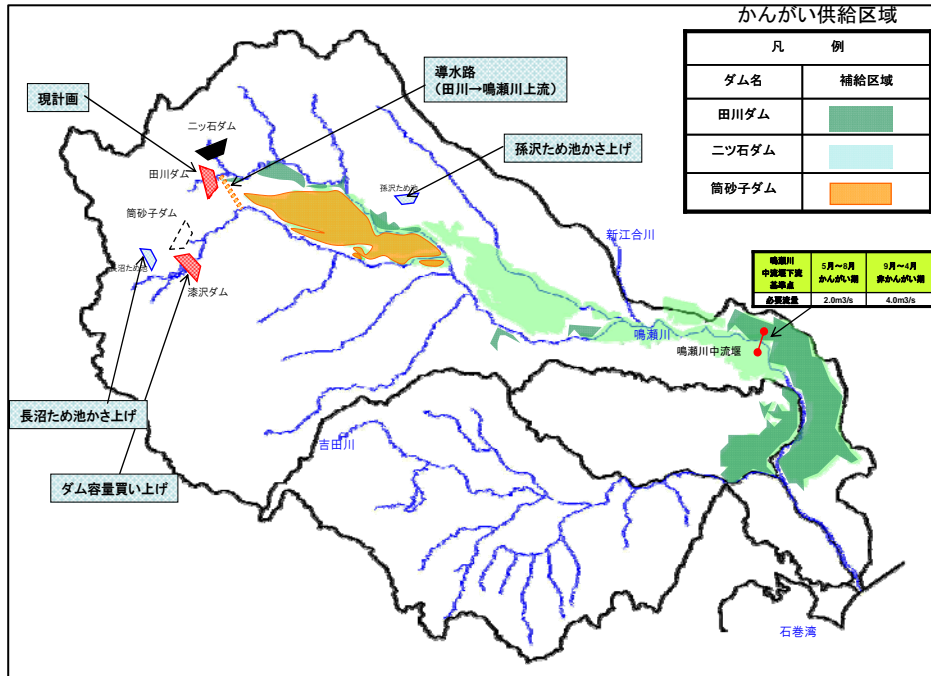 かんがい供給区域
凡 例
ダム名 補給区域
田川ダム
二ッ石ダム
筒砂子ダム
導水路
(田川→鳴瀬川上流)
現計画
二ッ石ダム
孫沢ため池かさ上げ
田川ダム
孫沢ため池
筒砂子ダム
新江合川
長沼ため池
漆沢ダム
鳴瀬川
中流堰下流
基準点
5月~8月
かんがい期
9月~4月
非かんがい期
必要流量 2.0m3/s 4.0m3/s
鳴瀬川
鳴瀬川中流堰
長沼ため池かさ上げ
吉田川
ダム容量買い上げ
石巻湾